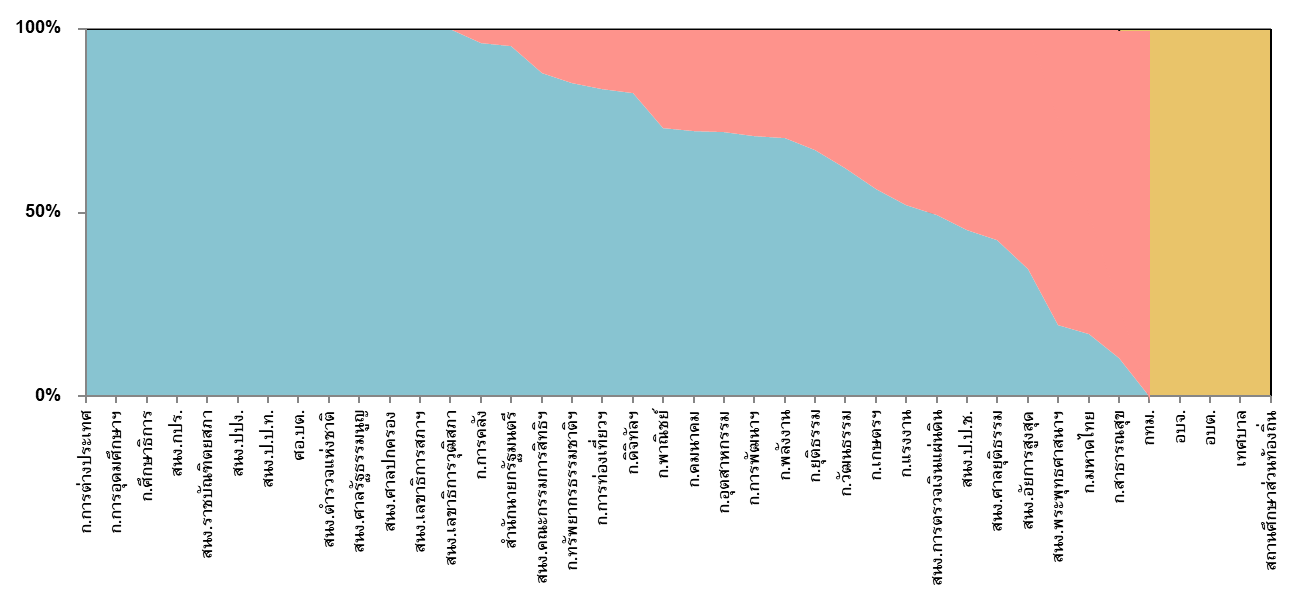 100%
50%
0%
ก.การต่างประเทศ
ก.การอุดมศึกษาฯ
ก.ศึกษาธิการ
สนง.กปร.
สนง.ราชบัณฑิตยสภา
สนง.ปปง.
สนง.ป.ป.ท.
ศอ.บต.
สนง.ตำรวจแห่งชาติ
สนง.ศาลรัฐธรรมนูญ
สนง.ศาลปกครอง
สนง.เลขาธิการสภาฯ
สนง.เลขาธิการวุฒิสภา
ก.การคลัง
สำนักนายกรัฐมนตรี
สนง.คณะกรรมการสิทธิฯ
ก.ทรัพยากรธรรมชาติฯ
ก.การท่องเที่ยวฯ
ก.ดิจิทัลฯ
ก.พาณิชย์
ก.คมนาคม
ก.อุตสาหกรรม
ก.การพัฒนาฯ
ก.พลังงาน
ก.ยุติธรรม
ก.วัฒนธรรม
ก.เกษตรฯ
ก.แรงงาน
สนง.การตรวจเงินแผ่นดิน
สนง.ป.ป.ช.
สนง.ศาลยุติธรรม
สนง.อัยการสูงสุด
สนง.พระพุทธศาสนาฯ
ก.มหาดไทย
ก.สาธารณสุข
กทม.
อบจ.
อบต.
เทศบาล
สถานศึกษาส่วนท้องถิ่น